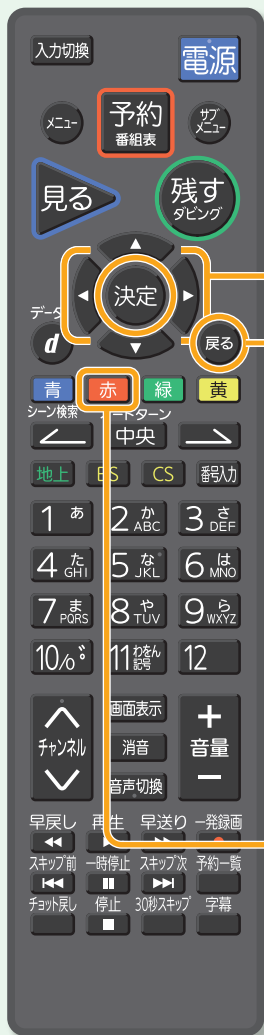 入力切換
電源
メニュー
予約
番組表
サブ
メニュー
見る
残す
ダビング
決定
データ
d
戻る
青 赤 緑 黄
シーン検索 オートターン
中央
地上 BS CS 番号入力
1 あ 2 か ABC 3 さ DEF
4 た GHI 5 な JKL 6 は MNO
7 ま PQRS 8 や TUV 9 ら WXYZ
10/0 11 わをん 記号 12
チャンネル
画面表示
消音
音声切換
+
音量
−
早戻し 再生 早送り 一発録画
スキップ前 一時停止 スキップ次 予約一覧
チョット戻し 停止 30秒スキップ 字幕